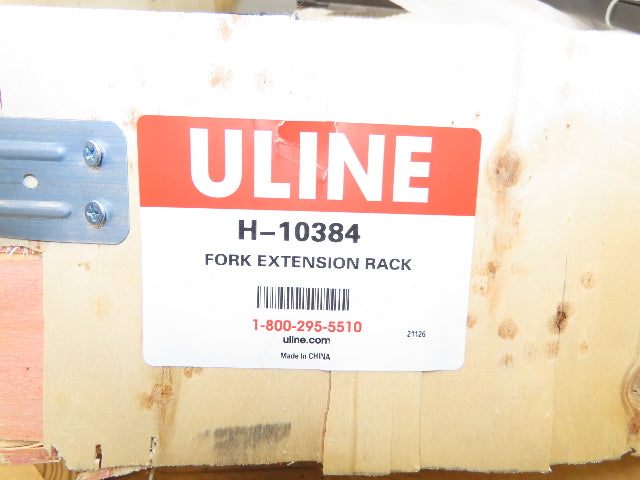 ULINE
H-10384
FORK EXTENSION RACK
1-800-295-5510
uline.com
21126
Made In CHINA